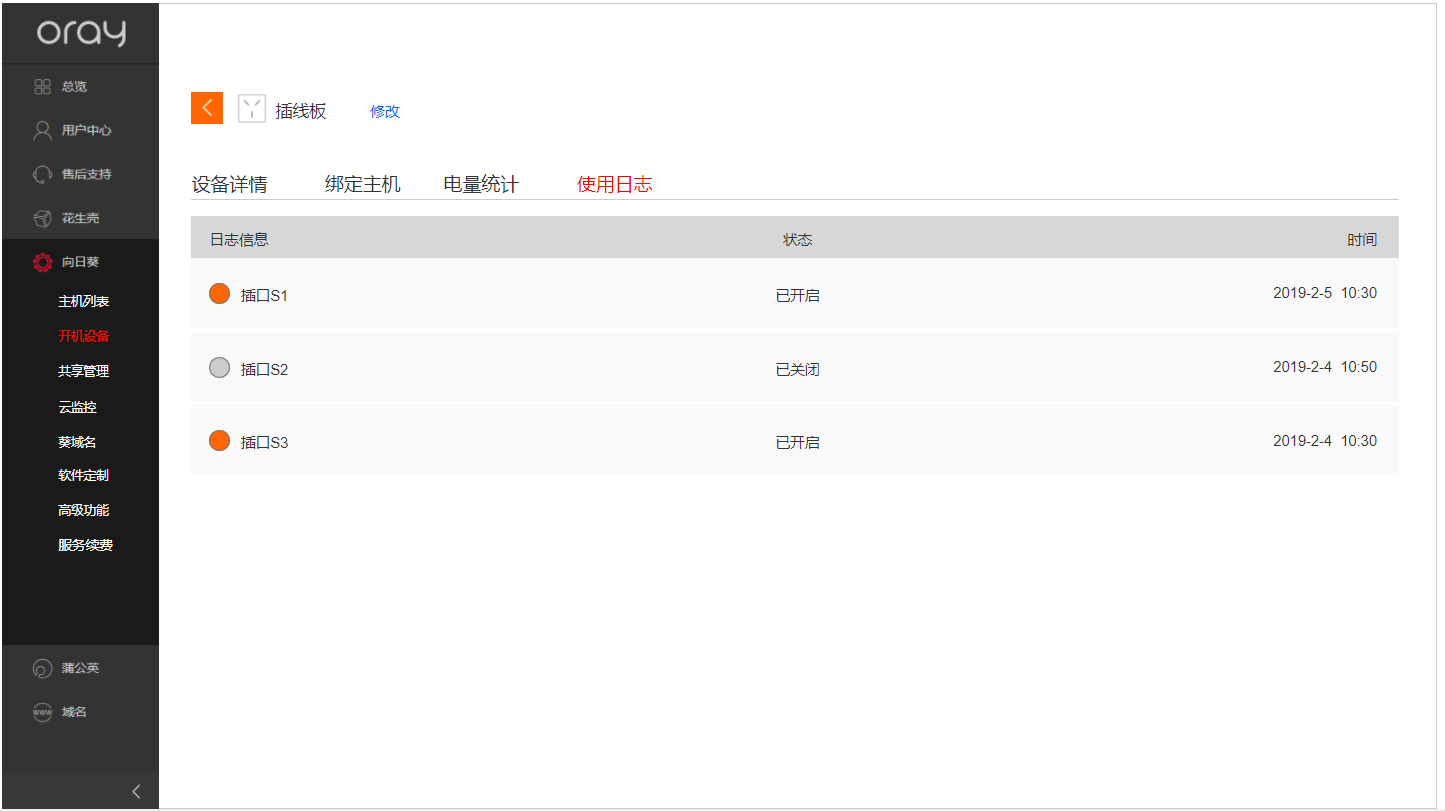 oray
总览
用户中心
售后支持
花生壳
向日葵
主机列表
开机设备
共享管理
云监控
葵域名
软件定制
高级功能
服务续费
蒲公英
www 域名
插线板 修改
设备详情 绑定主机 电量统计 使用日志
日志信息 状态 时间
插口S1 已开启 2019-2-5 10:30
插口S2 已关闭 2019-2-4 10:50
插口S3 已开启 2019-2-4 10:30